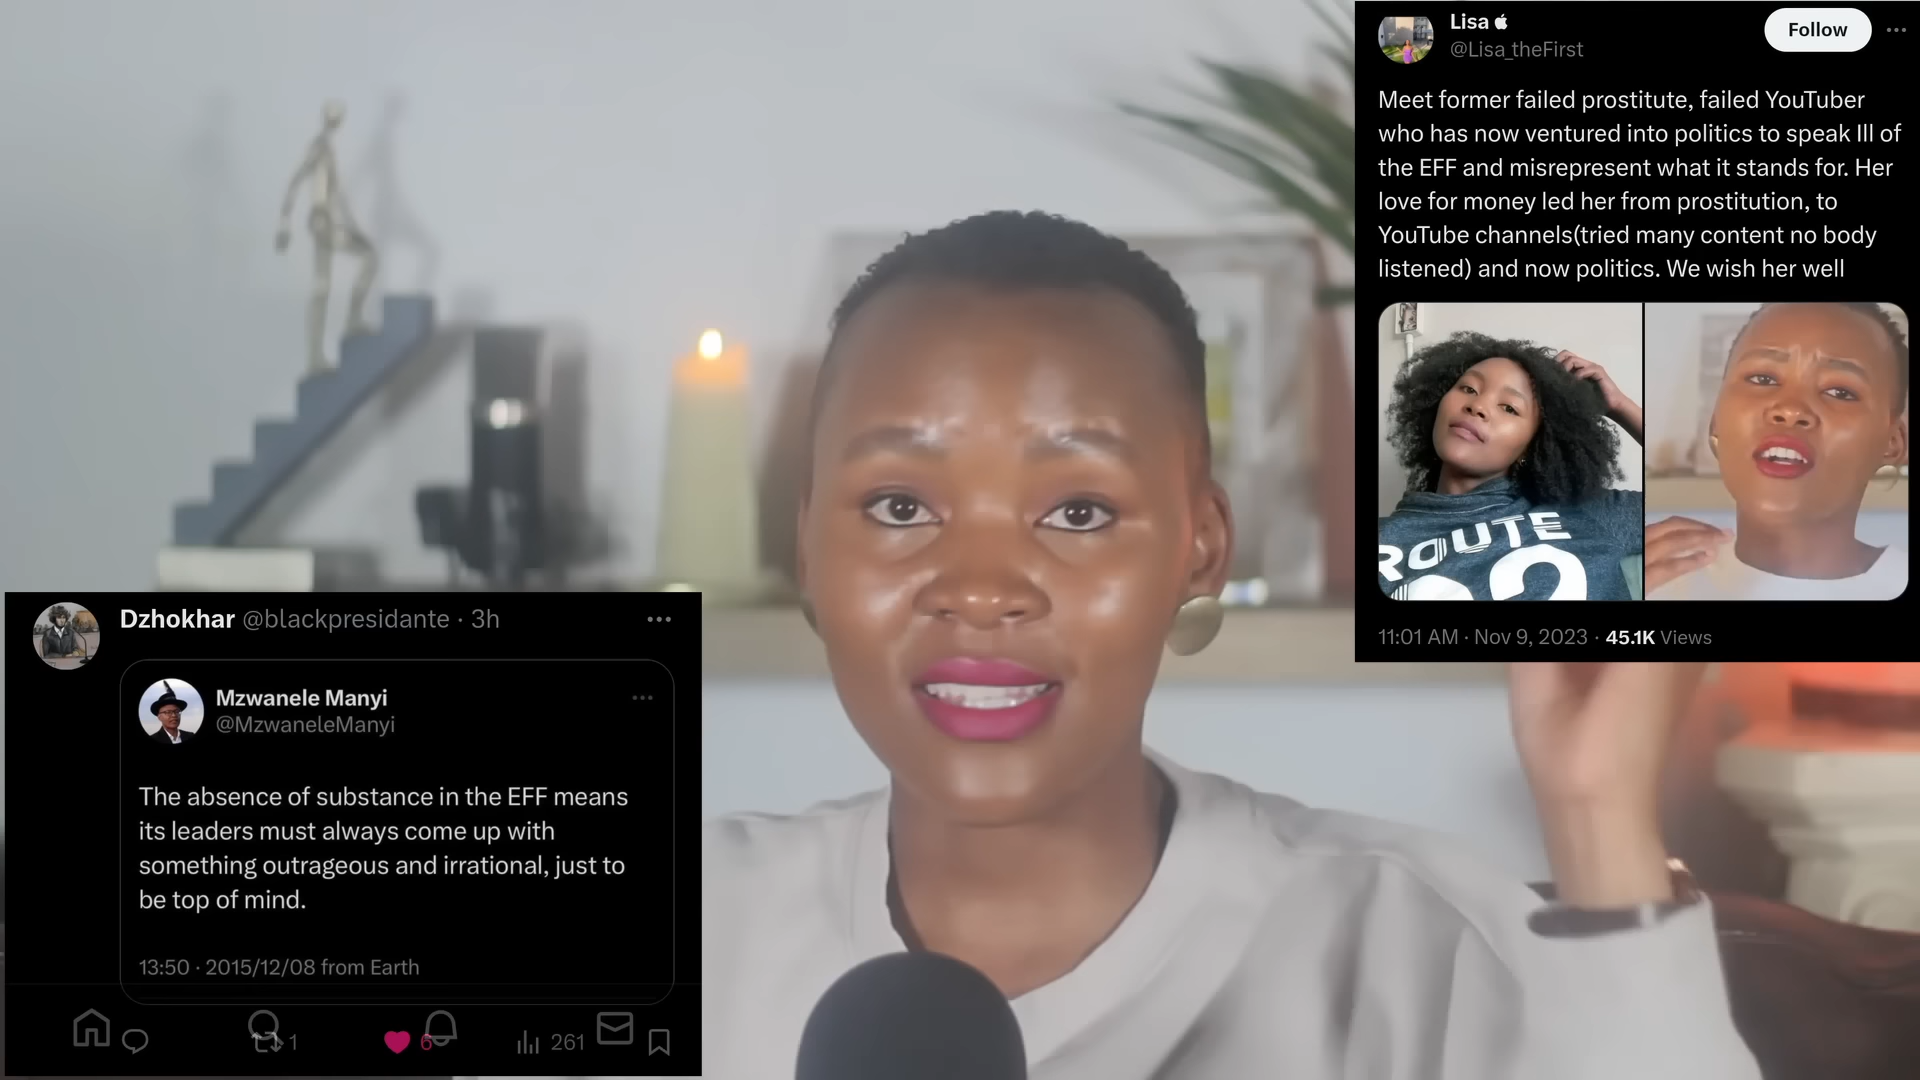 Lisa
@Lisa_theFirst
Follow
Meet former failed prostitute, failed YouTuber
who has now ventured into politics to speak Ill of
the EFF and misrepresent what it stands for. Her
love for money led her from prostitution, to
YouTube channels(tried many content no body
listened) and now politics. We wish her well
ROUTE
11:01 AM · Nov 9, 2023 · 45.1K Views
Dzhokhar @blackpresidante · 3h
Mzwanele Manyi
@MzwaneleManyi
The absence of substance in the EFF means
its leaders must always come up with
something outrageous and irrational, just to
be top of mind.
13:50 · 2015/12/08 from Earth
1
6
261